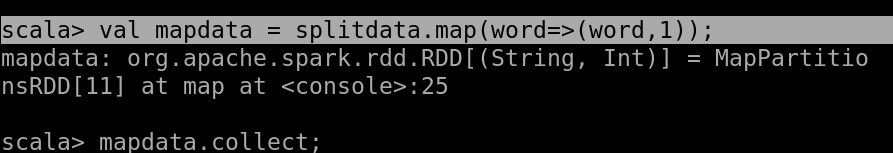 scala> val mapdata = splitdata.map(word=>(word,1));
mapdata: org.apache.spark.rdd.RDD[(String, Int)] = MapPartitio
nsRDD[11] at map at <console>:25
scala> mapdata.collect;